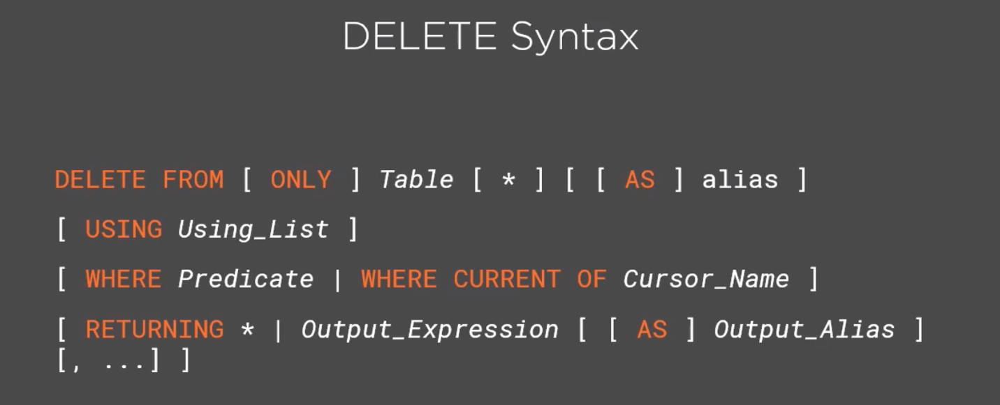 DELETE Syntax
DELETE FROM [ ONLY ] Table [ * ] [ [ AS ] alias ]
[ USING Using_List ]
[ WHERE Predicate | WHERE CURRENT OF Cursor_Name ]
[ RETURNING * | Output_Expression [ [ AS ] Output_Alias ]
[, ...] ]